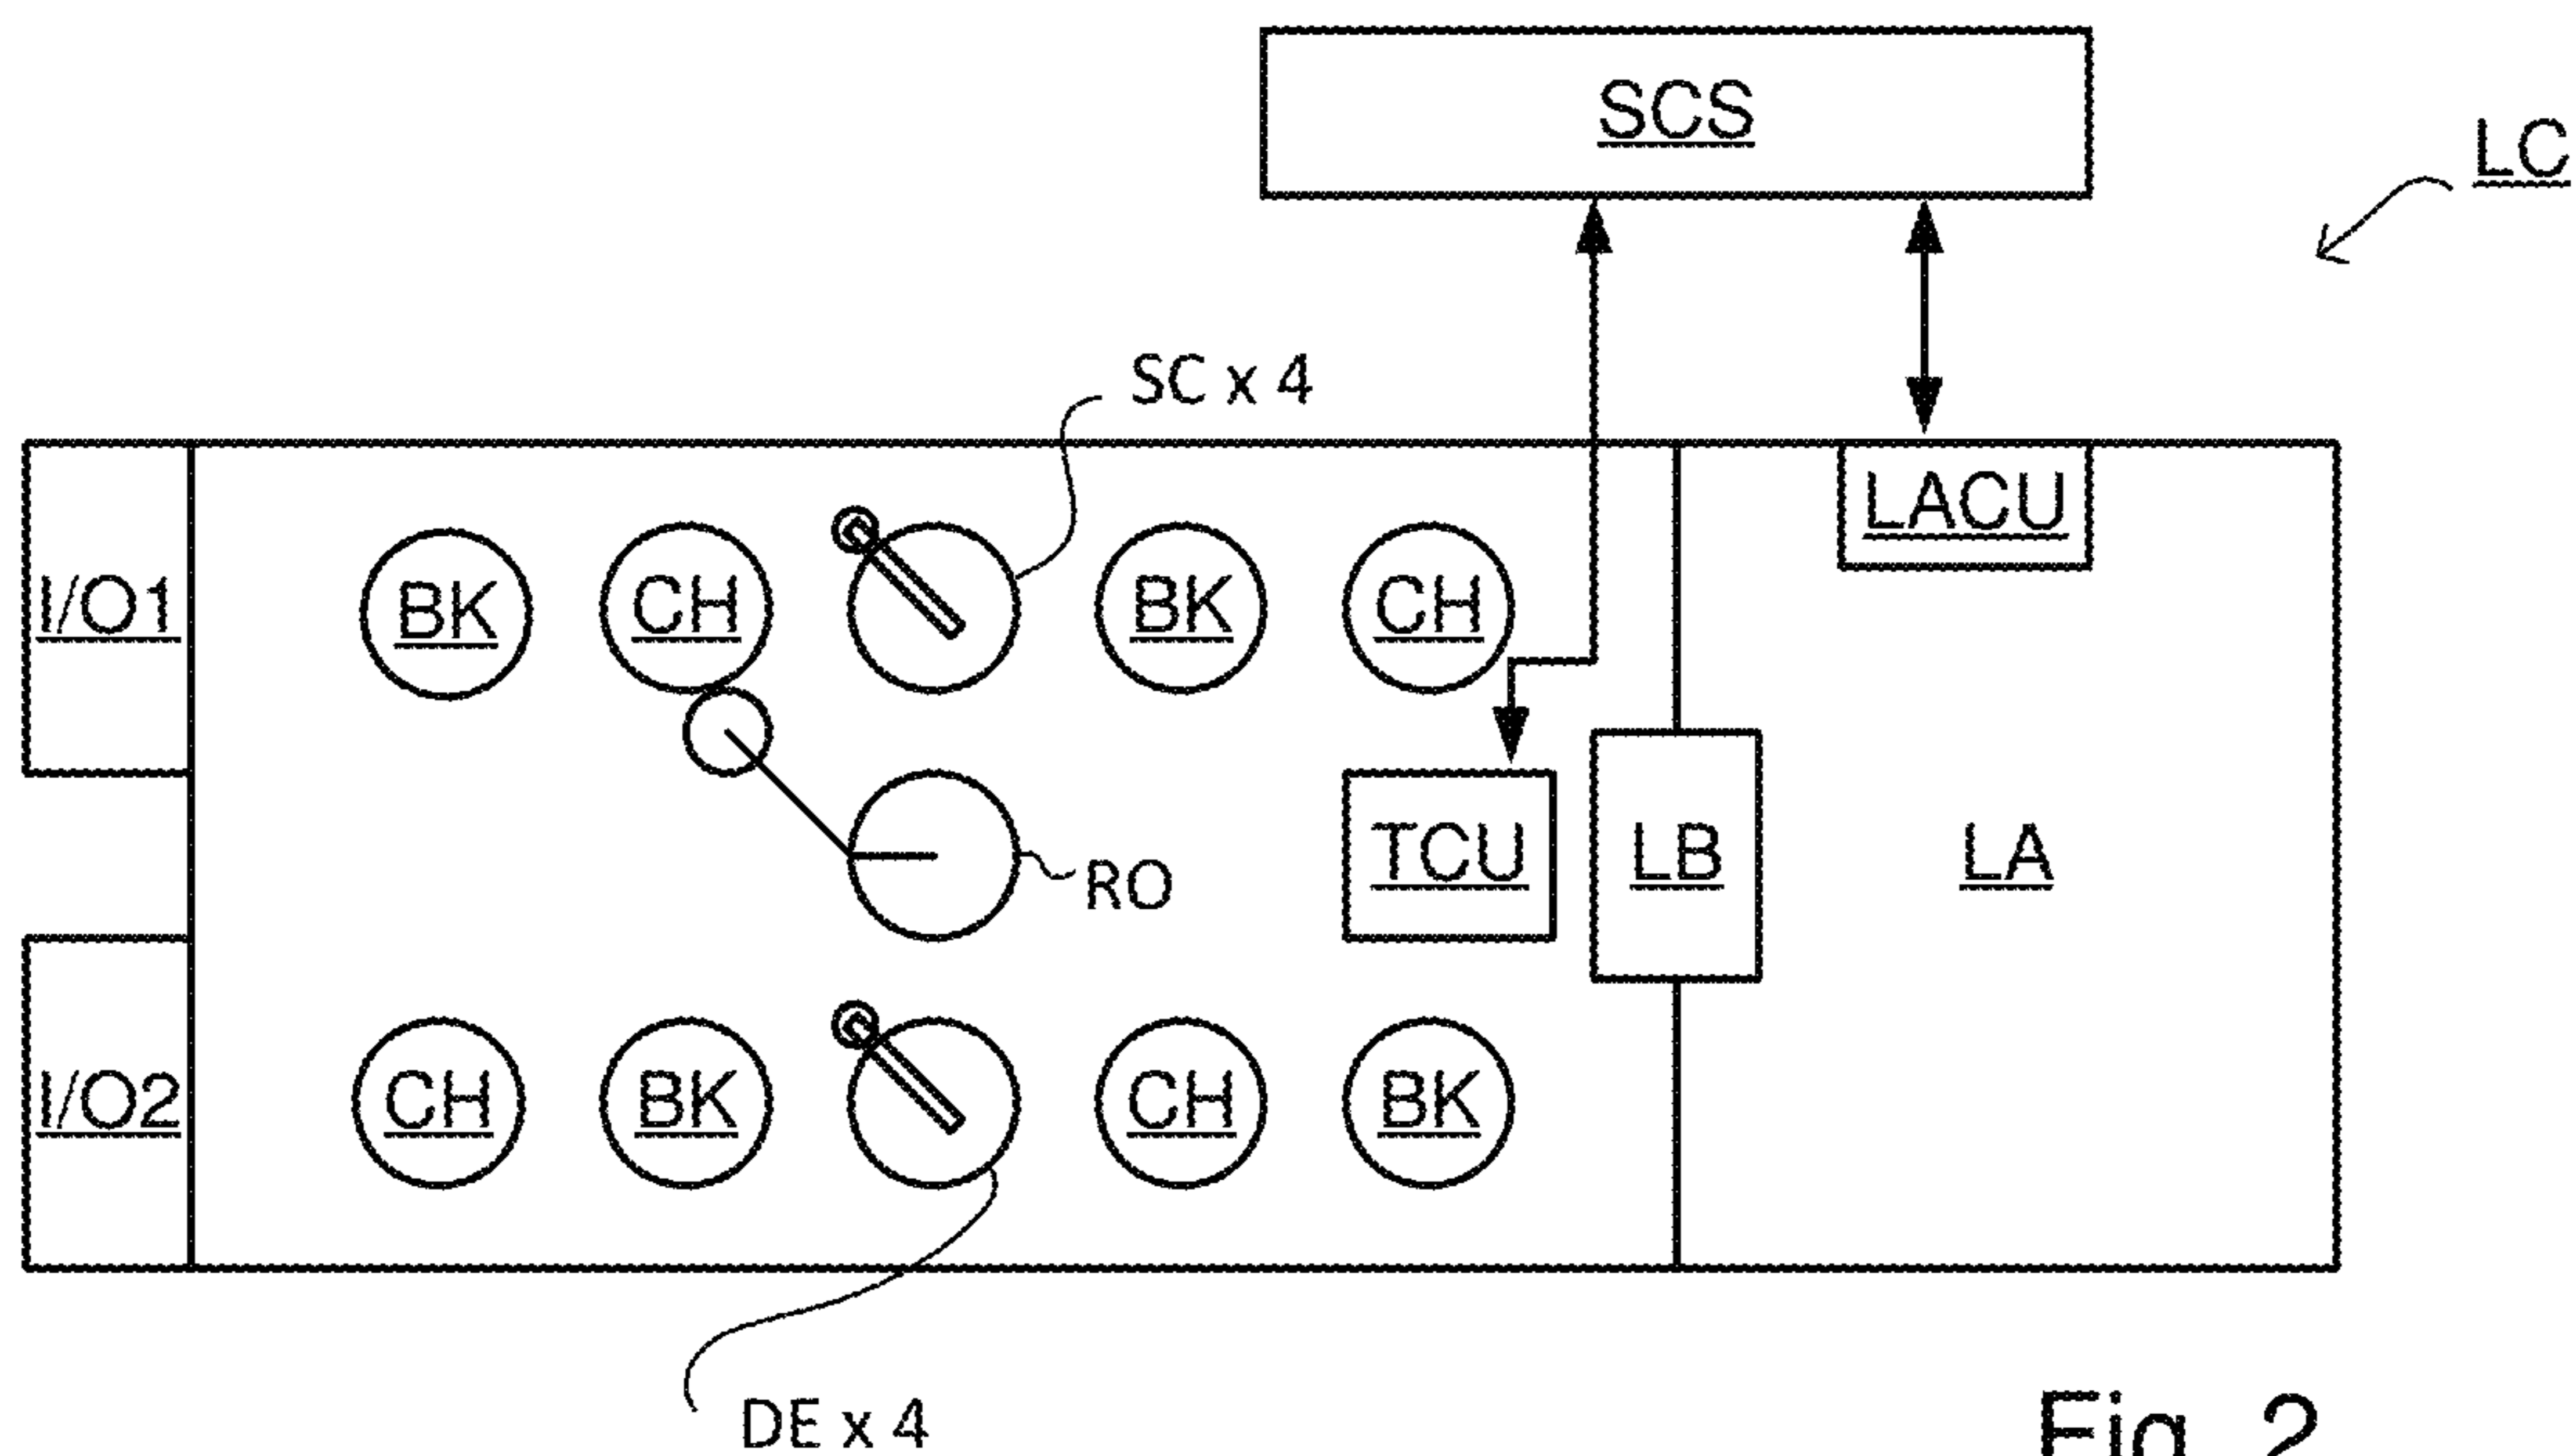 SCS
LC
SC x 4
LACU
I/O1
BK
CH
BK
CH
TCU
LB
LA
RO
I/O2
CH
BK
CH
BK
DE x 4
Fig. 2